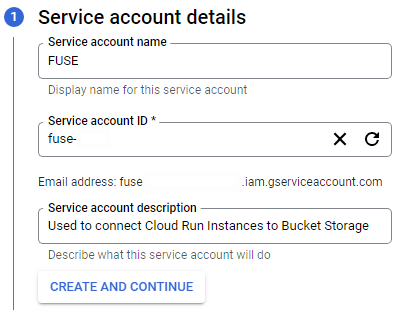 1 Service account details
Service account name
FUSE
Display name for this service account
Service account ID *
fuse-
Email address: fuse .iam.gserviceaccount.com
Service account description
Used to connect Cloud Run Instances to Bucket Storage
Describe what this service account will do
CREATE AND CONTINUE